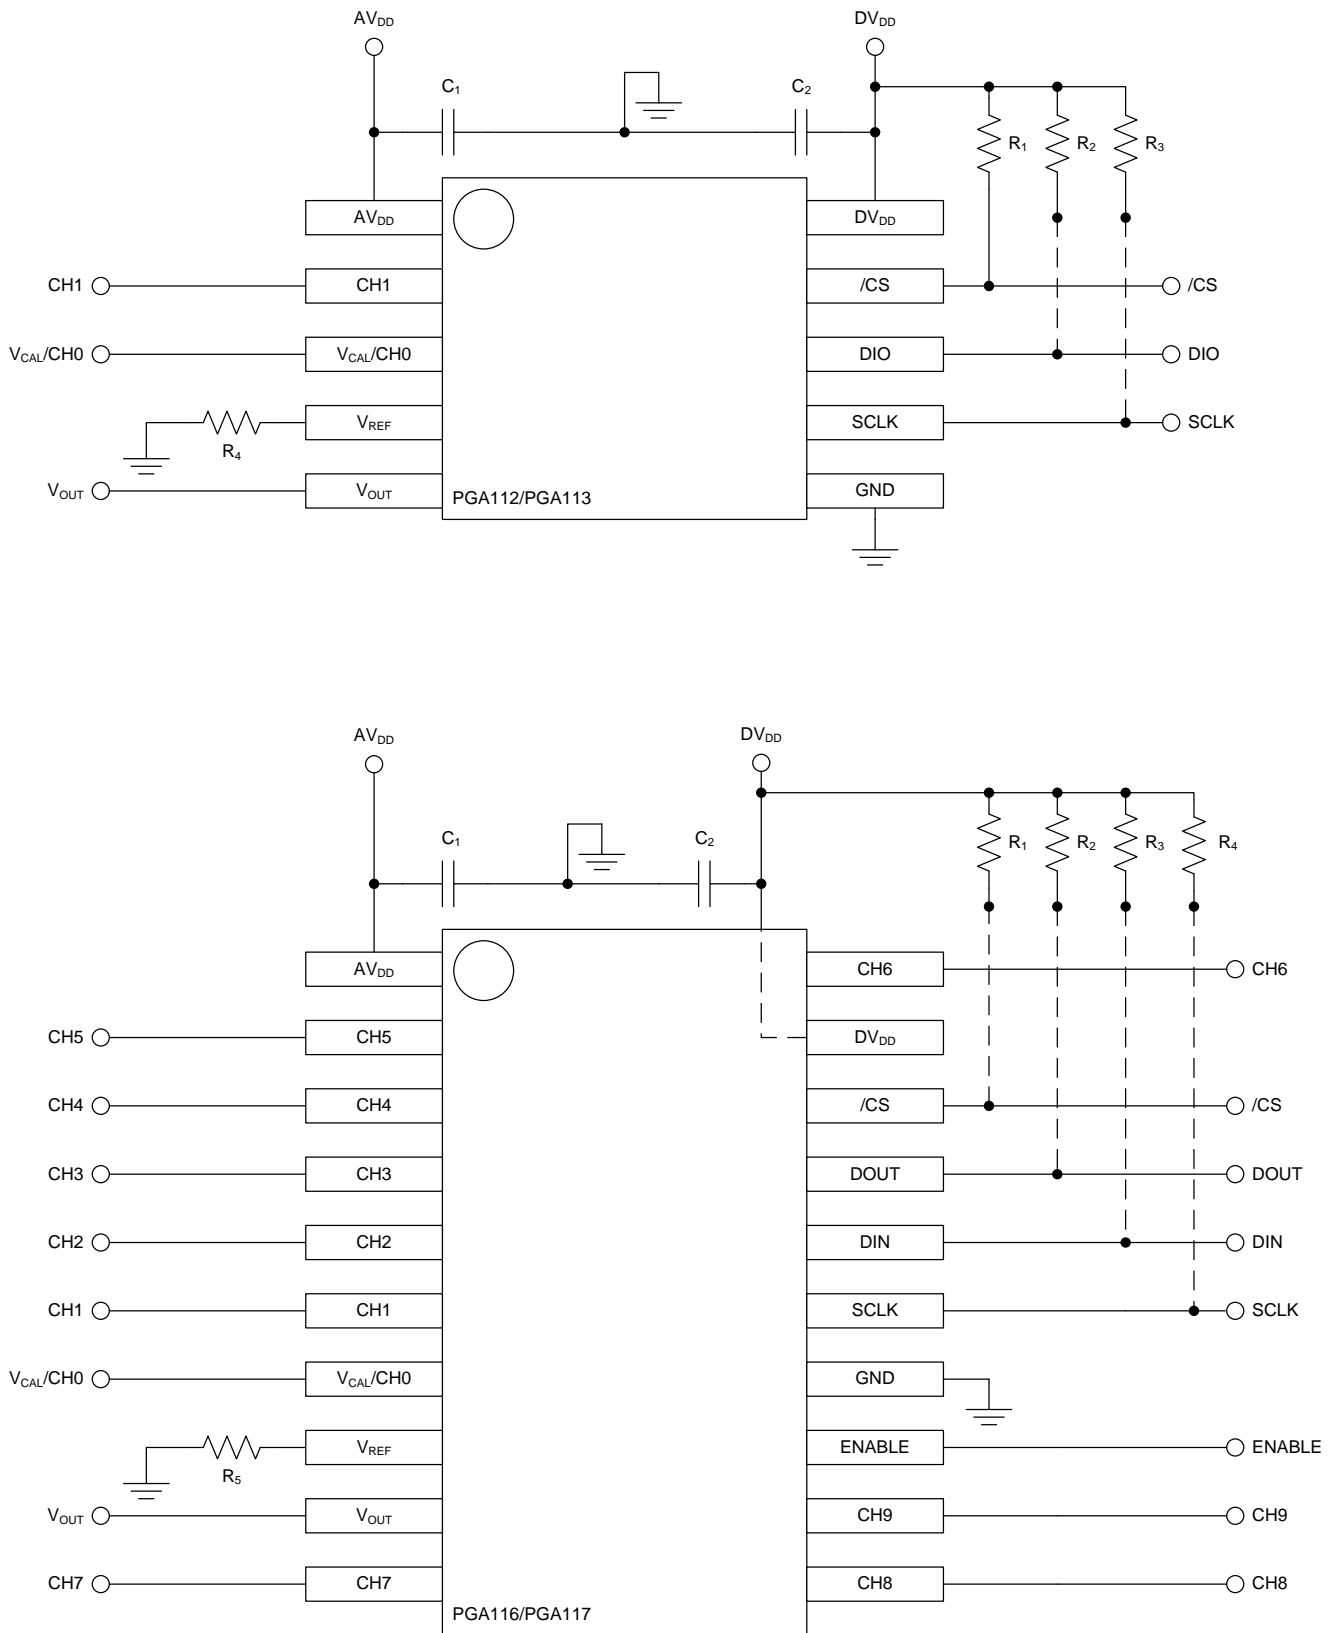 AVDD DVDD
C1 C2
R1 R2 R3
AVDD DVDD
CH1 CH1 /CS /CS
VCAL/CH0 VCAL/CH0 DIO DIO
VREF SCLK SCLK
R4
VOUT VOUT GND
PGA112/PGA113
AVDD DVDD
C1 C2 R1 R2 R3 R4
AVDD CH6 CH6
CH5 CH5 DVDD
CH4 CH4 /CS /CS
CH3 CH3 DOUT DOUT
CH2 CH2 DIN DIN
CH1 CH1 SCLK SCLK
VCAL/CH0 VCAL/CH0 GND
VREF ENABLE ENABLE
R5
VOUT VOUT CH9 CH9
CH7 CH7 CH8 CH8
PGA116/PGA117